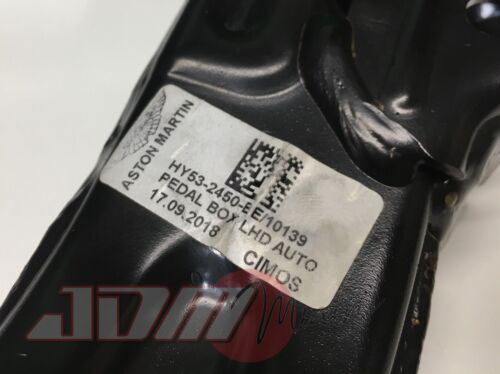 ASTON MARTIN
HY53-2450-EE/10139
PEDAL BOX LHD AUTO
17.09.2018
CIMOS
JDM